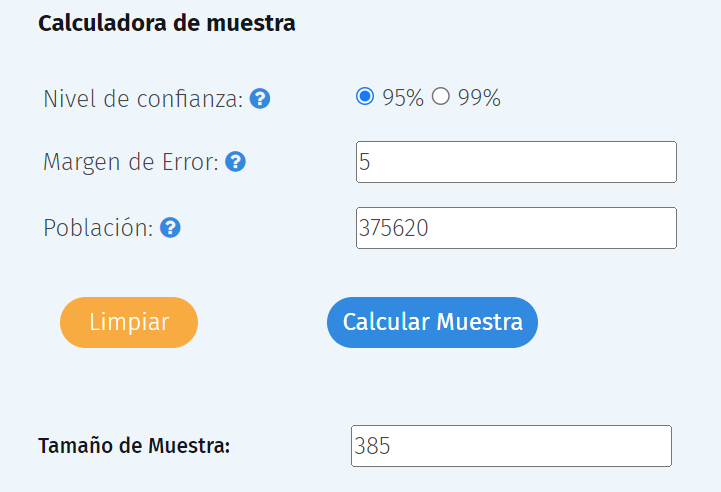 Calculadora de muestra
Nivel de confianza: ? 95% 99%
Margen de Error: ? 5
Población: ? 375620
Limpiar Calcular Muestra
Tamaño de Muestra: 385